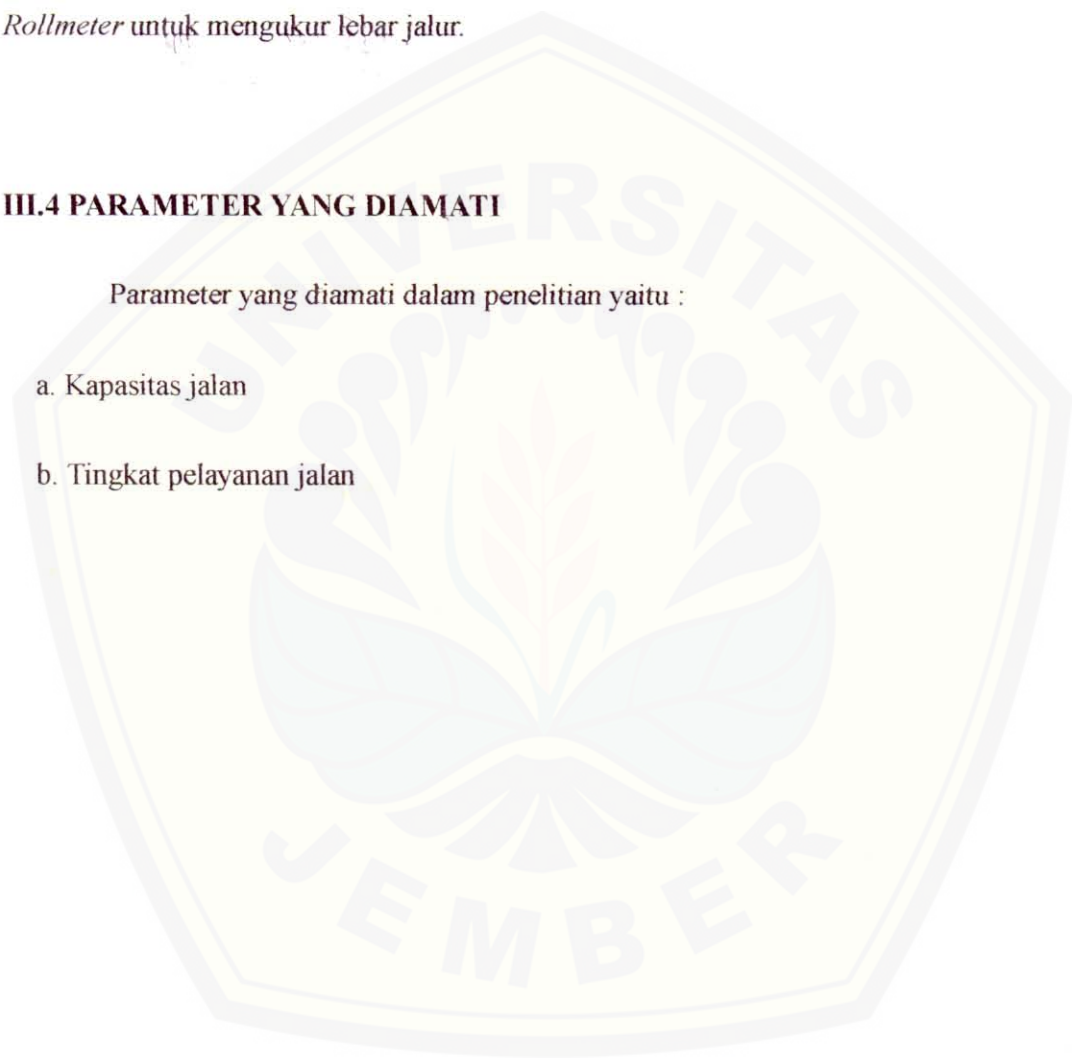 Rollmeter untuk mengukur lebar jalur.
III.4 PARAMETER YANG DIAMATI
Parameter yang diamati dalam penelitian yaitu :
a. Kapasitas jalan
b. Tingkat pelayanan jalan
UNIVERSITAS
JEMBER